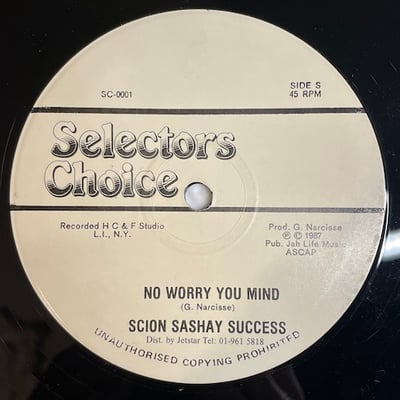 SC-0001
SIDE S
45 RPM
Selectors
Choice
Recorded H C & F Studio
L.I., N.Y.
Prod. G. Narcisse
Ⓟ © 1987
Pub. Jah Life Music
ASCAP
NO WORRY YOU MIND
(G. Narcisse)
SCION SASHAY SUCCESS
Dist. by Jetstar Tel: 01-961 5818
UNAUTHORISED COPYING PROHIBITED